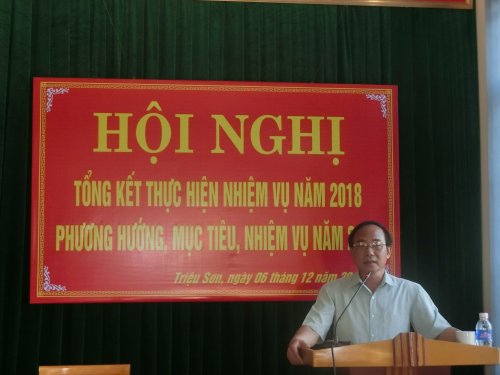 HỘI NGHỊ
TỔNG KẾT THỰC HIỆN NHIỆM VỤ NĂM 2018
PHƯƠNG HƯỚNG, MỤC TIÊU, NHIỆM VỤ NĂM
Triệu Sơn, ngày 06 tháng 12 năm